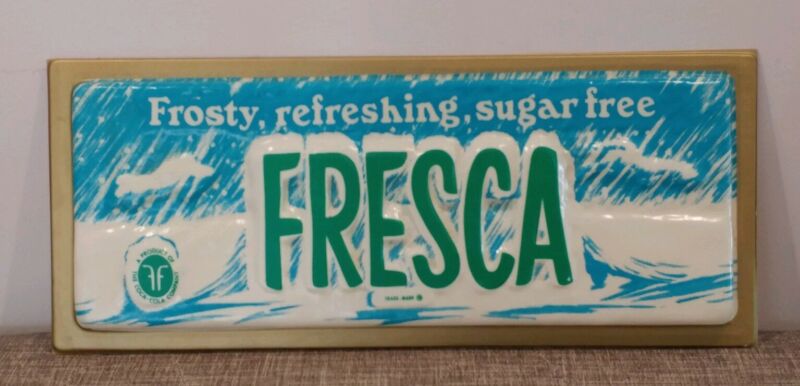 Frosty, refreshing, sugar free
FRESCA
A PRODUCT OF
THE COCA-COLA COMPANY
TRADE-MARK ®